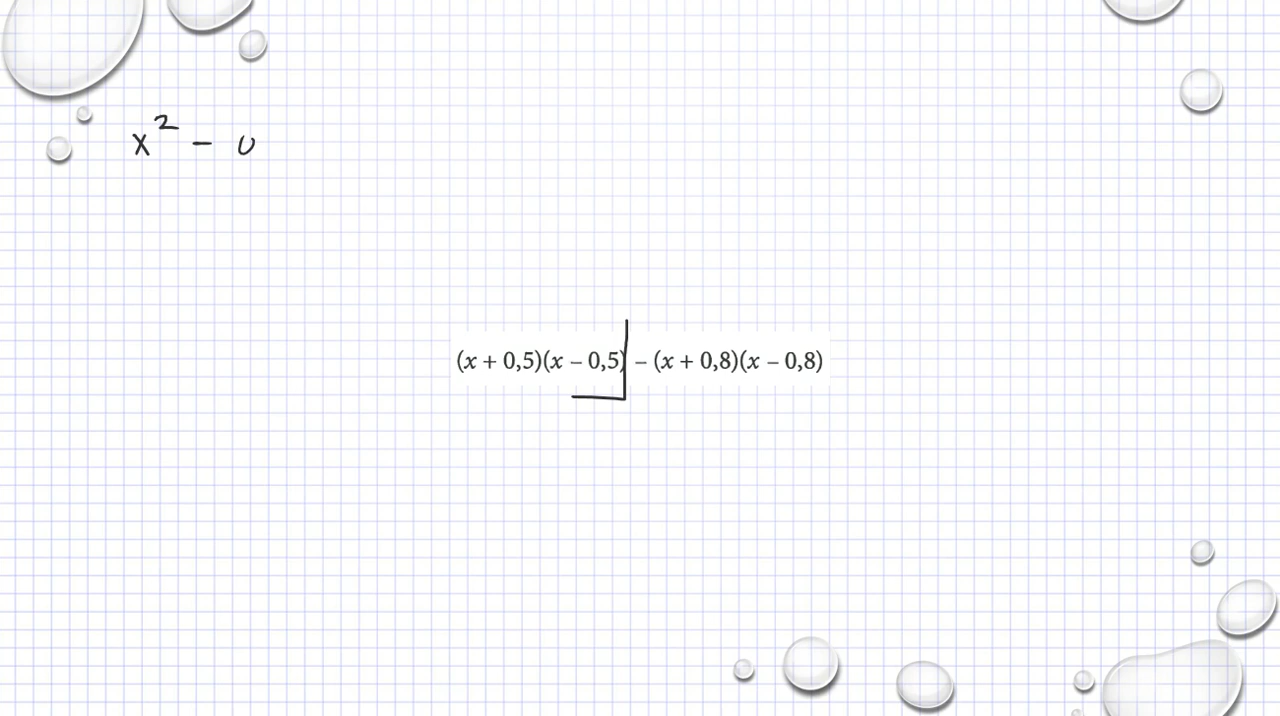 x² – 0
(x + 0,5)(x – 0,5) – (x + 0,8)(x – 0,8)